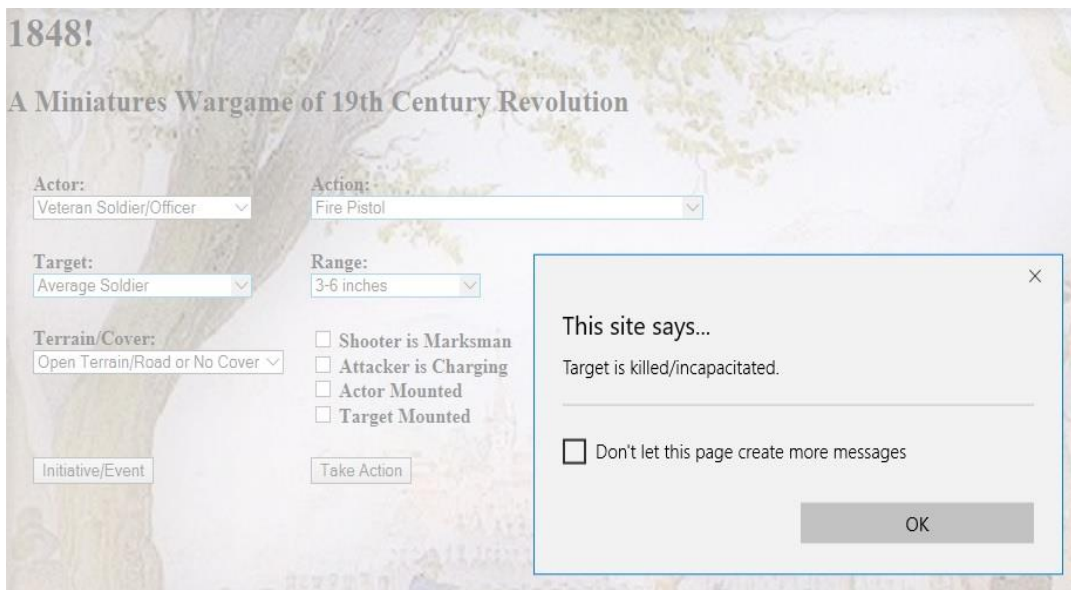 1848!
A Miniatures Wargame of 19th Century Revolution
Actor:
Veteran Soldier/Officer
Action:
Fire Pistol
Target:
Average Soldier
Range:
3-6 inches
Terrain/Cover:
Open Terrain/Road or No Cover
Shooter is Marksman
Attacker is Charging
Actor Mounted
Target Mounted
Initiative/Event
Take Action
This site says...
Target is killed/incapacitated.
Don't let this page create more messages
OK